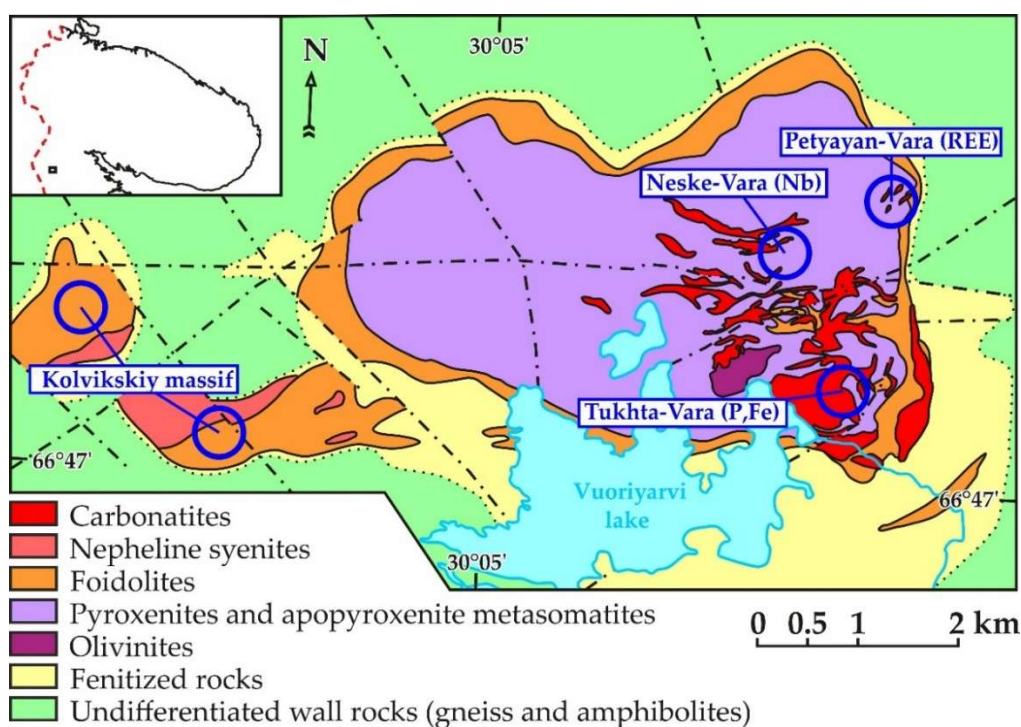 30°05'
N
Petyayan-Vara (REE)
Neske-Vara (Nb)
Kolvikskiy massif
Tukhta-Vara (P,Fe)
66°47'
66°47'
Vuoriyarvi
lake
30°05'
Carbonatites
Nepheline syenites
Foidolites
Pyroxenites and apopyroxenite metasomatites
Olivinites
Fenitized rocks
Undifferentiated wall rocks (gneiss and amphibolites)
0 0.5 1 2 km